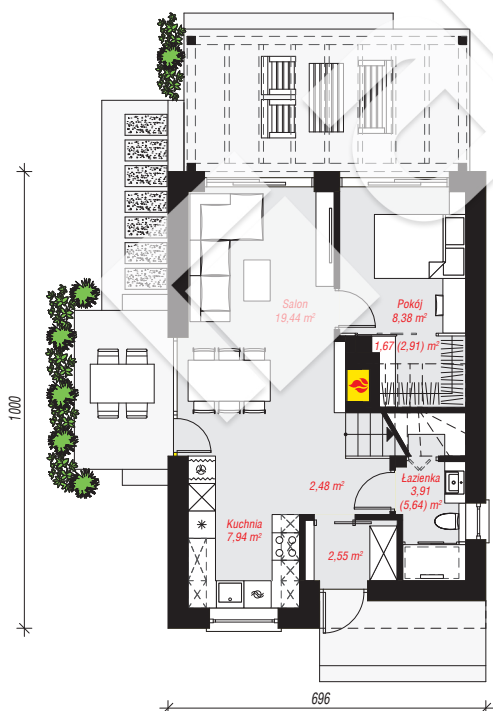 Salon
19,44 m²
Pokój
8,38 m²
1,67 (2,91) m²
1000
2,48 m²
Łazienka
3,91
(5,64) m²
Kuchnia
7,94 m²
2,55 m²
696